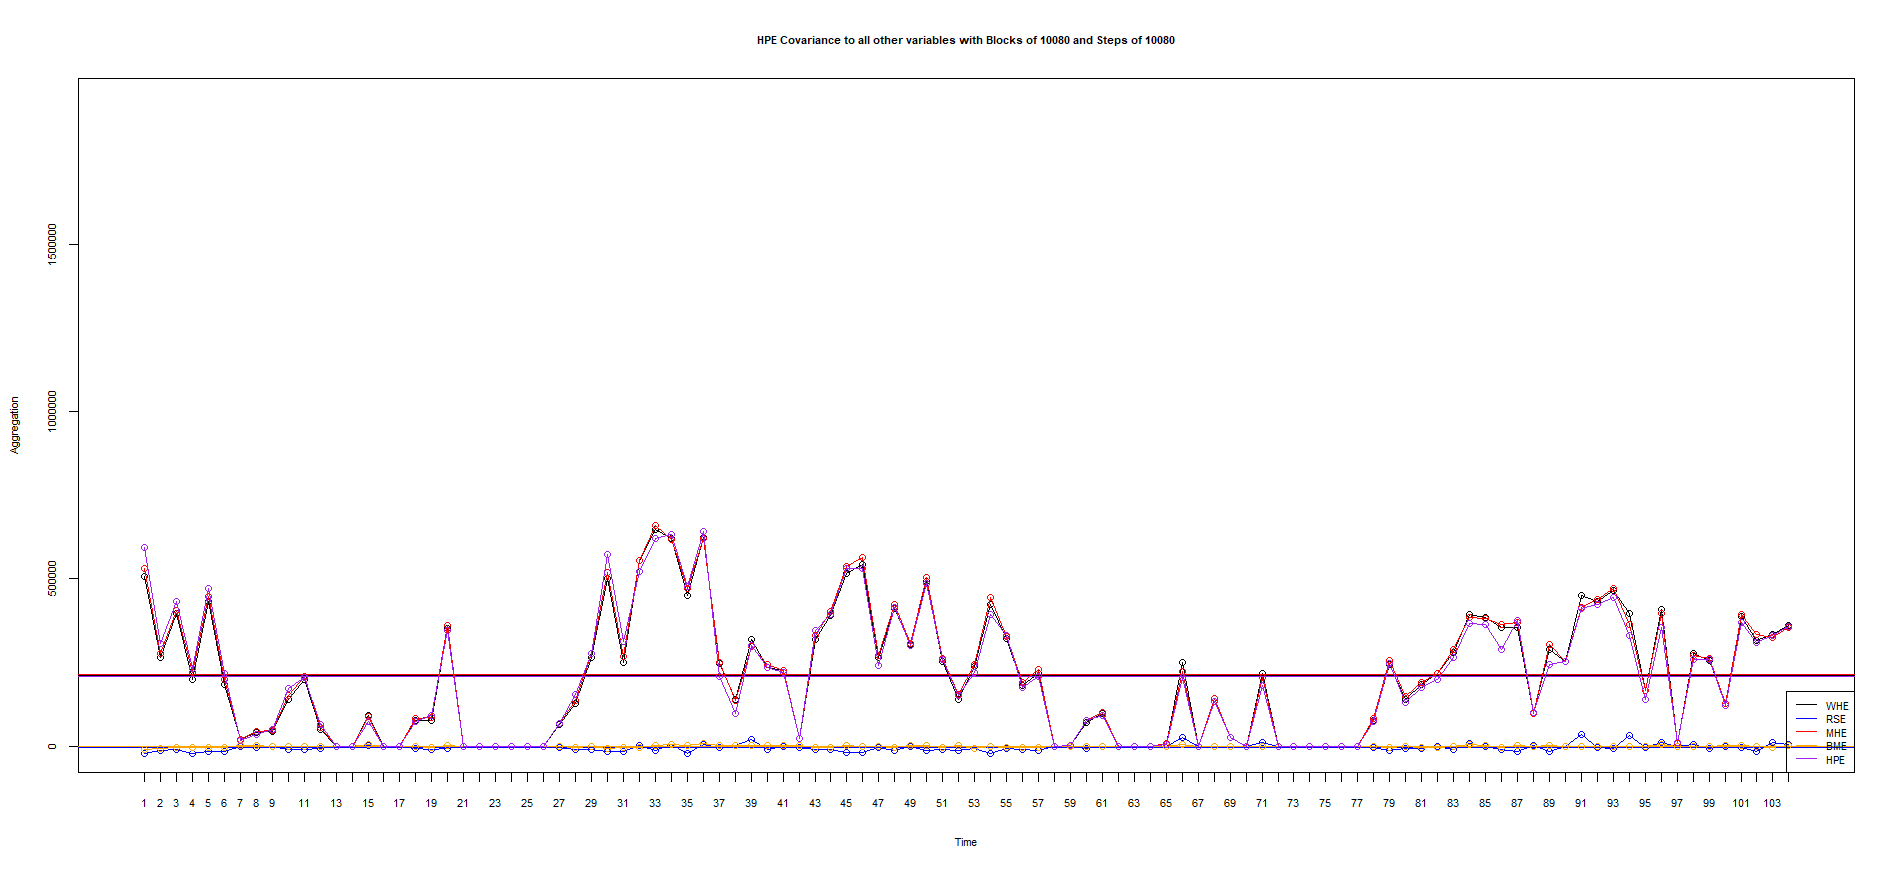 HPE Covariance to all other variables with Blocks of 10080 and Steps of 10080
Aggregation
1500000
1000000
500000
0
WHE
RSE
MHE
BME
HPE
1 2 3 4 5 6 7 8 9 11 13 15 17 19 21 23 25 27 29 31 33 35 37 39 41 43 45 47 49 51 53 55 57 59 61 63 65 67 69 71 73 75 77 79 81 83 85 87 89 91 93 95 97 99 101 103
Time